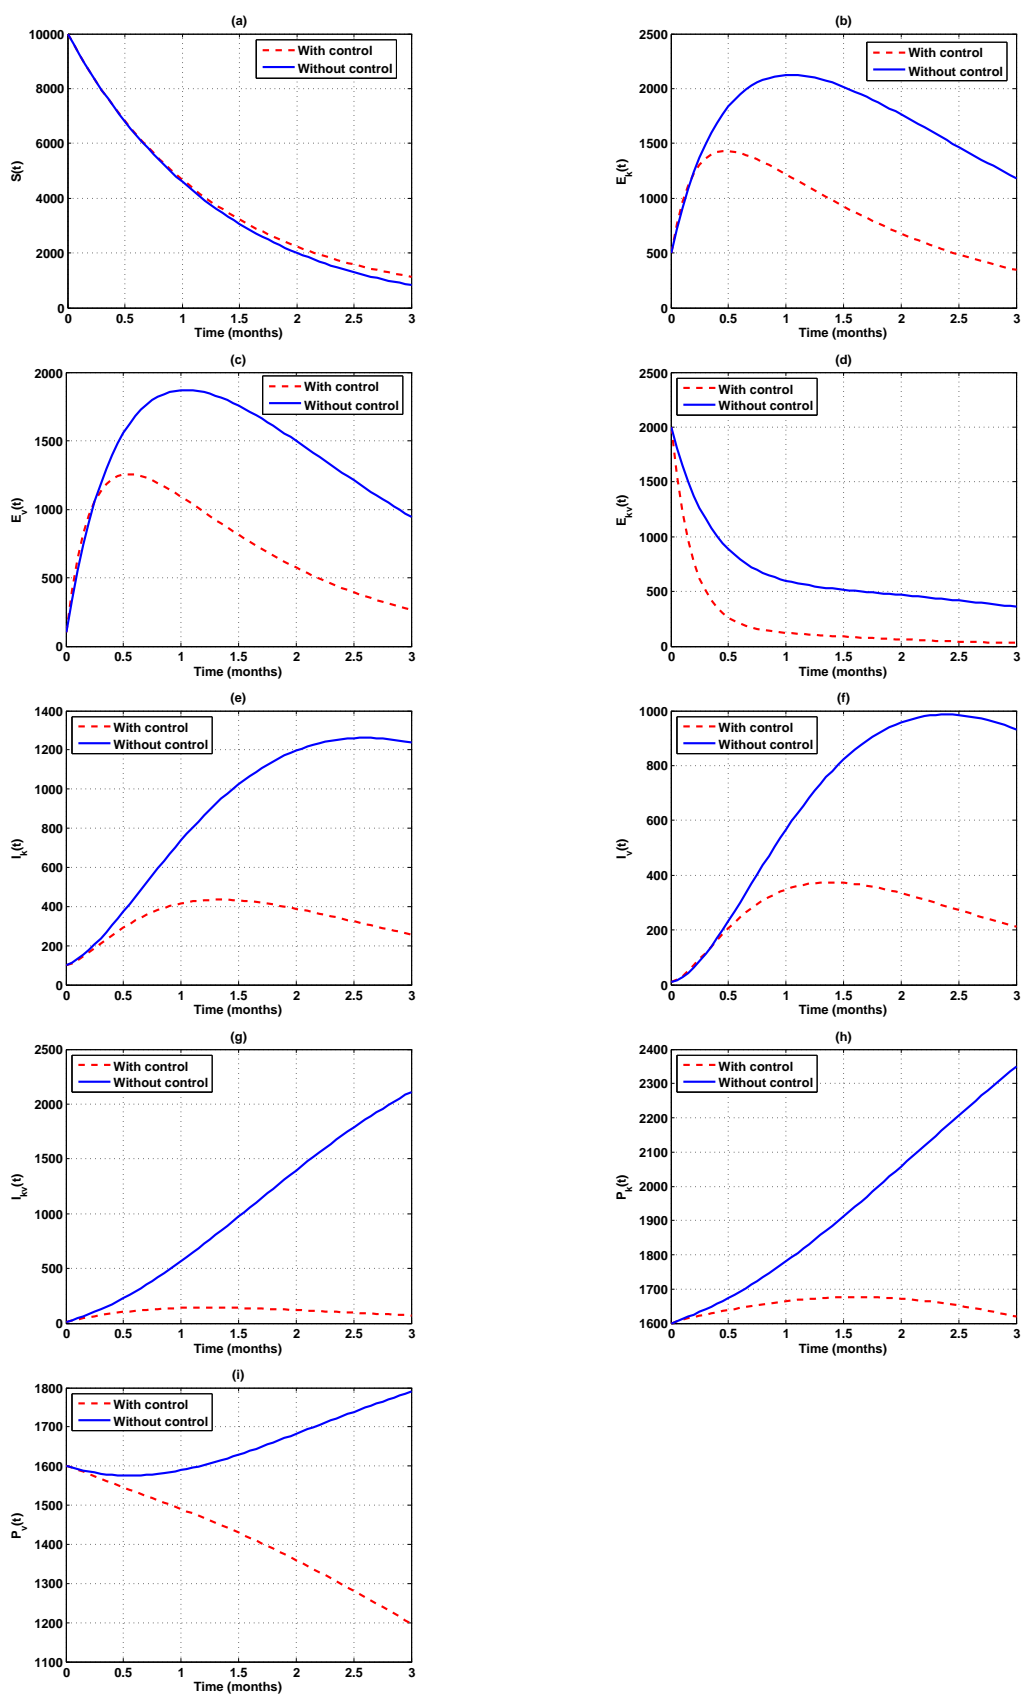 (a)
10000
8000
6000
4000
2000
0
S(t)
With control
Without control
0 0.5 1 1.5 2 2.5 3
Time (months)
(b)
2500
2000
1500
1000
500
0
E_k(t)
With control
Without control
0 0.5 1 1.5 2 2.5 3
Time (months)
(c)
2000
1500
1000
500
0
E_v(t)
With control
Without control
0 0.5 1 1.5 2 2.5 3
Time (months)
(d)
2500
2000
1500
1000
500
0
E_kv(t)
With control
Without control
0 0.5 1 1.5 2 2.5 3
Time (months)
(e)
1400
1200
1000
800
600
400
200
0
I_k(t)
With control
Without control
0 0.5 1 1.5 2 2.5 3
Time (months)
(f)
1000
800
600
400
200
0
I_v(t)
With control
Without control
0 0.5 1 1.5 2 2.5 3
Time (months)
(g)
2500
2000
1500
1000
500
0
I_kv(t)
With control
Without control
0 0.5 1 1.5 2 2.5 3
Time (months)
(h)
2400
2300
2200
2100
2000
1900
1800
1700
1600
P_k(t)
With control
Without control
0 0.5 1 1.5 2 2.5 3
Time (months)
(i)
1800
1700
1600
1500
1400
1300
1200
1100
P_v(t)
With control
Without control
0 0.5 1 1.5 2 2.5 3
Time (months)